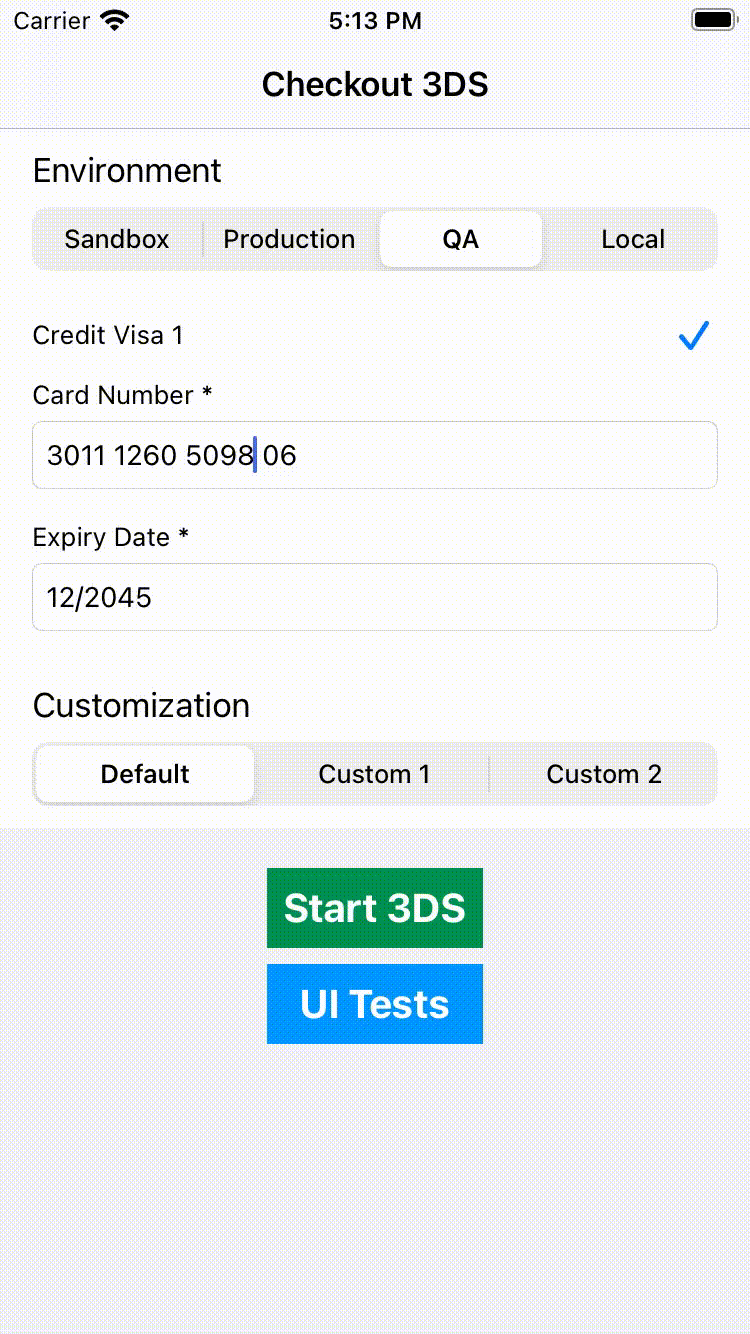 Carrier 5:13 PM
Checkout 3DS
Environment
Sandbox Production QA Local
Credit Visa 1
Card Number *
3011 1260 5098 06
Expiry Date *
12/2045
Customization
Default Custom 1 Custom 2
Start 3DS
UI Tests